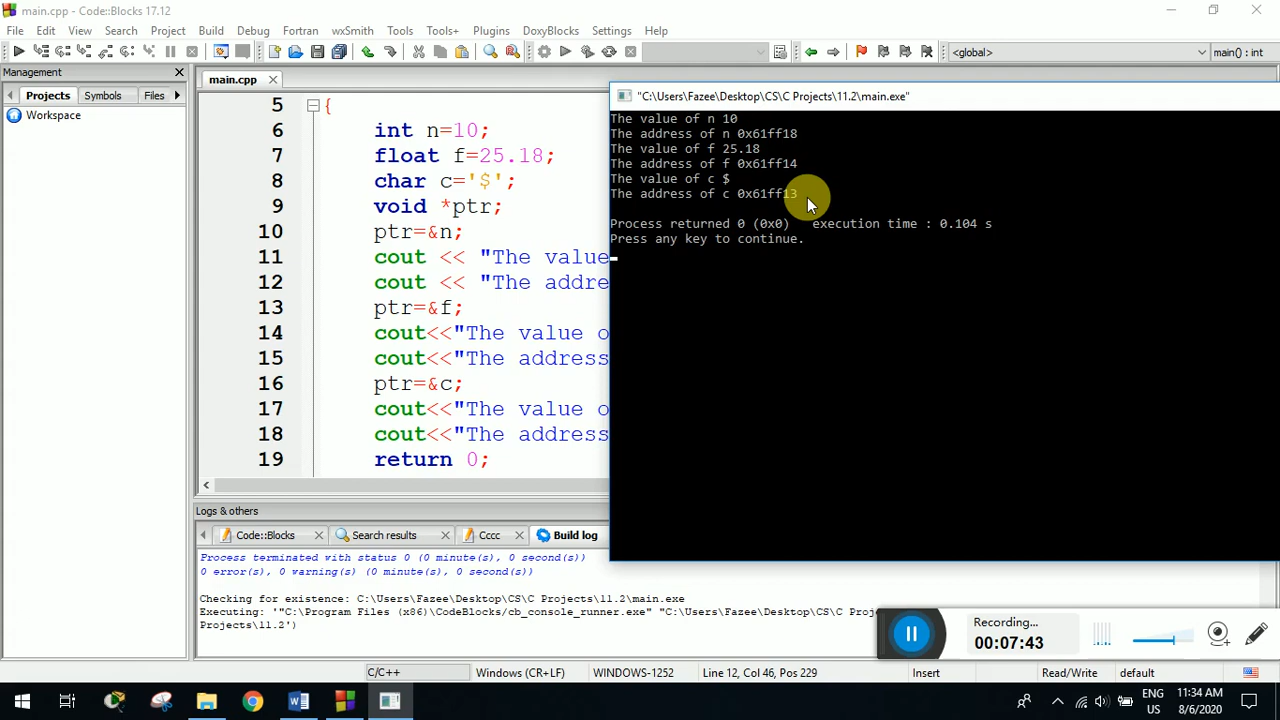 main.cpp - Code::Blocks 17.12
File Edit View Search Project Build Debug Fortran wxSmith Tools Tools+ Plugins DoxyBlocks Settings Help
<global> main() : int
Management
Projects Symbols Files
Workspace
main.cpp
5 {
6 int n=10;
7 float f=25.18;
8 char c='$';
9 void *ptr;
10 ptr=&n;
11 cout << "The value
12 cout << "The addre
13 ptr=&f;
14 cout<<"The value o
15 cout<<"The address
16 ptr=&c;
17 cout<<"The value o
18 cout<<"The address
19 return 0;
"C:\Users\Fazee\Desktop\CS\C Projects\11.2\main.exe"
The value of n 10
The address of n 0x61ff18
The value of f 25.18
The address of f 0x61ff14
The value of c $
The address of c 0x61ff13
Process returned 0 (0x0) execution time : 0.104 s
Press any key to continue.
Logs & others
Code::Blocks Search results Cccc Build log
Process terminated with status 0 (0 minute(s), 0 second(s))
0 error(s), 0 warning(s) (0 minute(s), 0 second(s))
Checking for existence: C:\Users\Fazee\Desktop\CS\C Projects\11.2\main.exe
Executing: '"C:\Program Files (x86)\CodeBlocks/cb_console_runner.exe" "C:\Users\Fazee\Desktop\CS\C Proje
Projects\11.2')
Recording...
00:07:43
C/C++ Windows (CR+LF) WINDOWS-1252 Line 12, Col 46, Pos 229 Insert Read/Write default
ENG 11:34 AM
US 8/6/2020